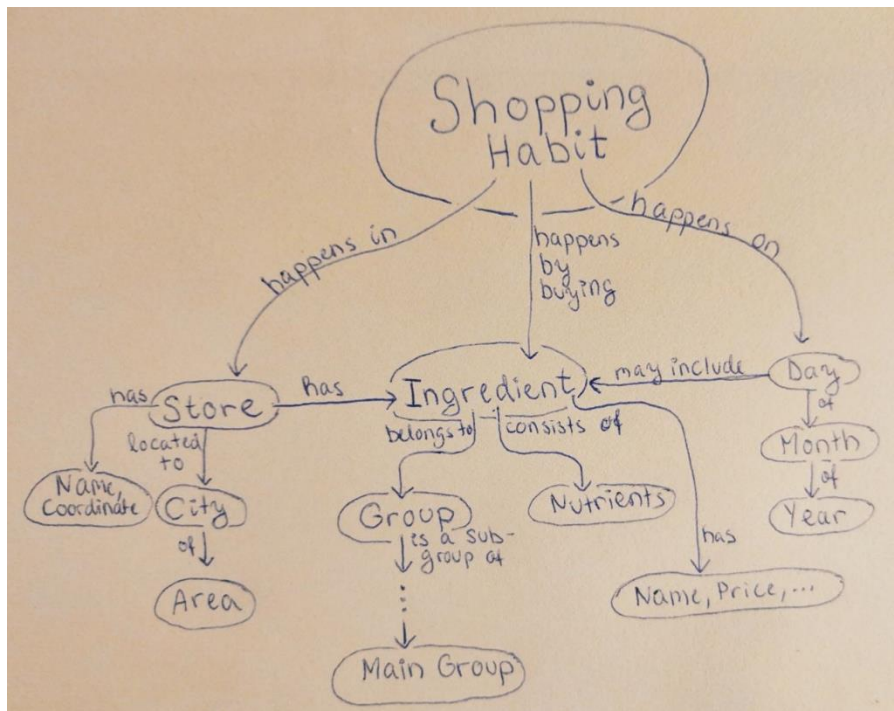 Shopping
Habit
happens in
happens
by
buying
happens on
has
Store
has
Ingredient
may include
Day
located
to
belongs to
consists of
of
Month
Name,
Coordinate
City
Group
Nutrients
of
Year
of
is a sub-
group of
has
Area
Name, Price, ...
⋮
Main Group